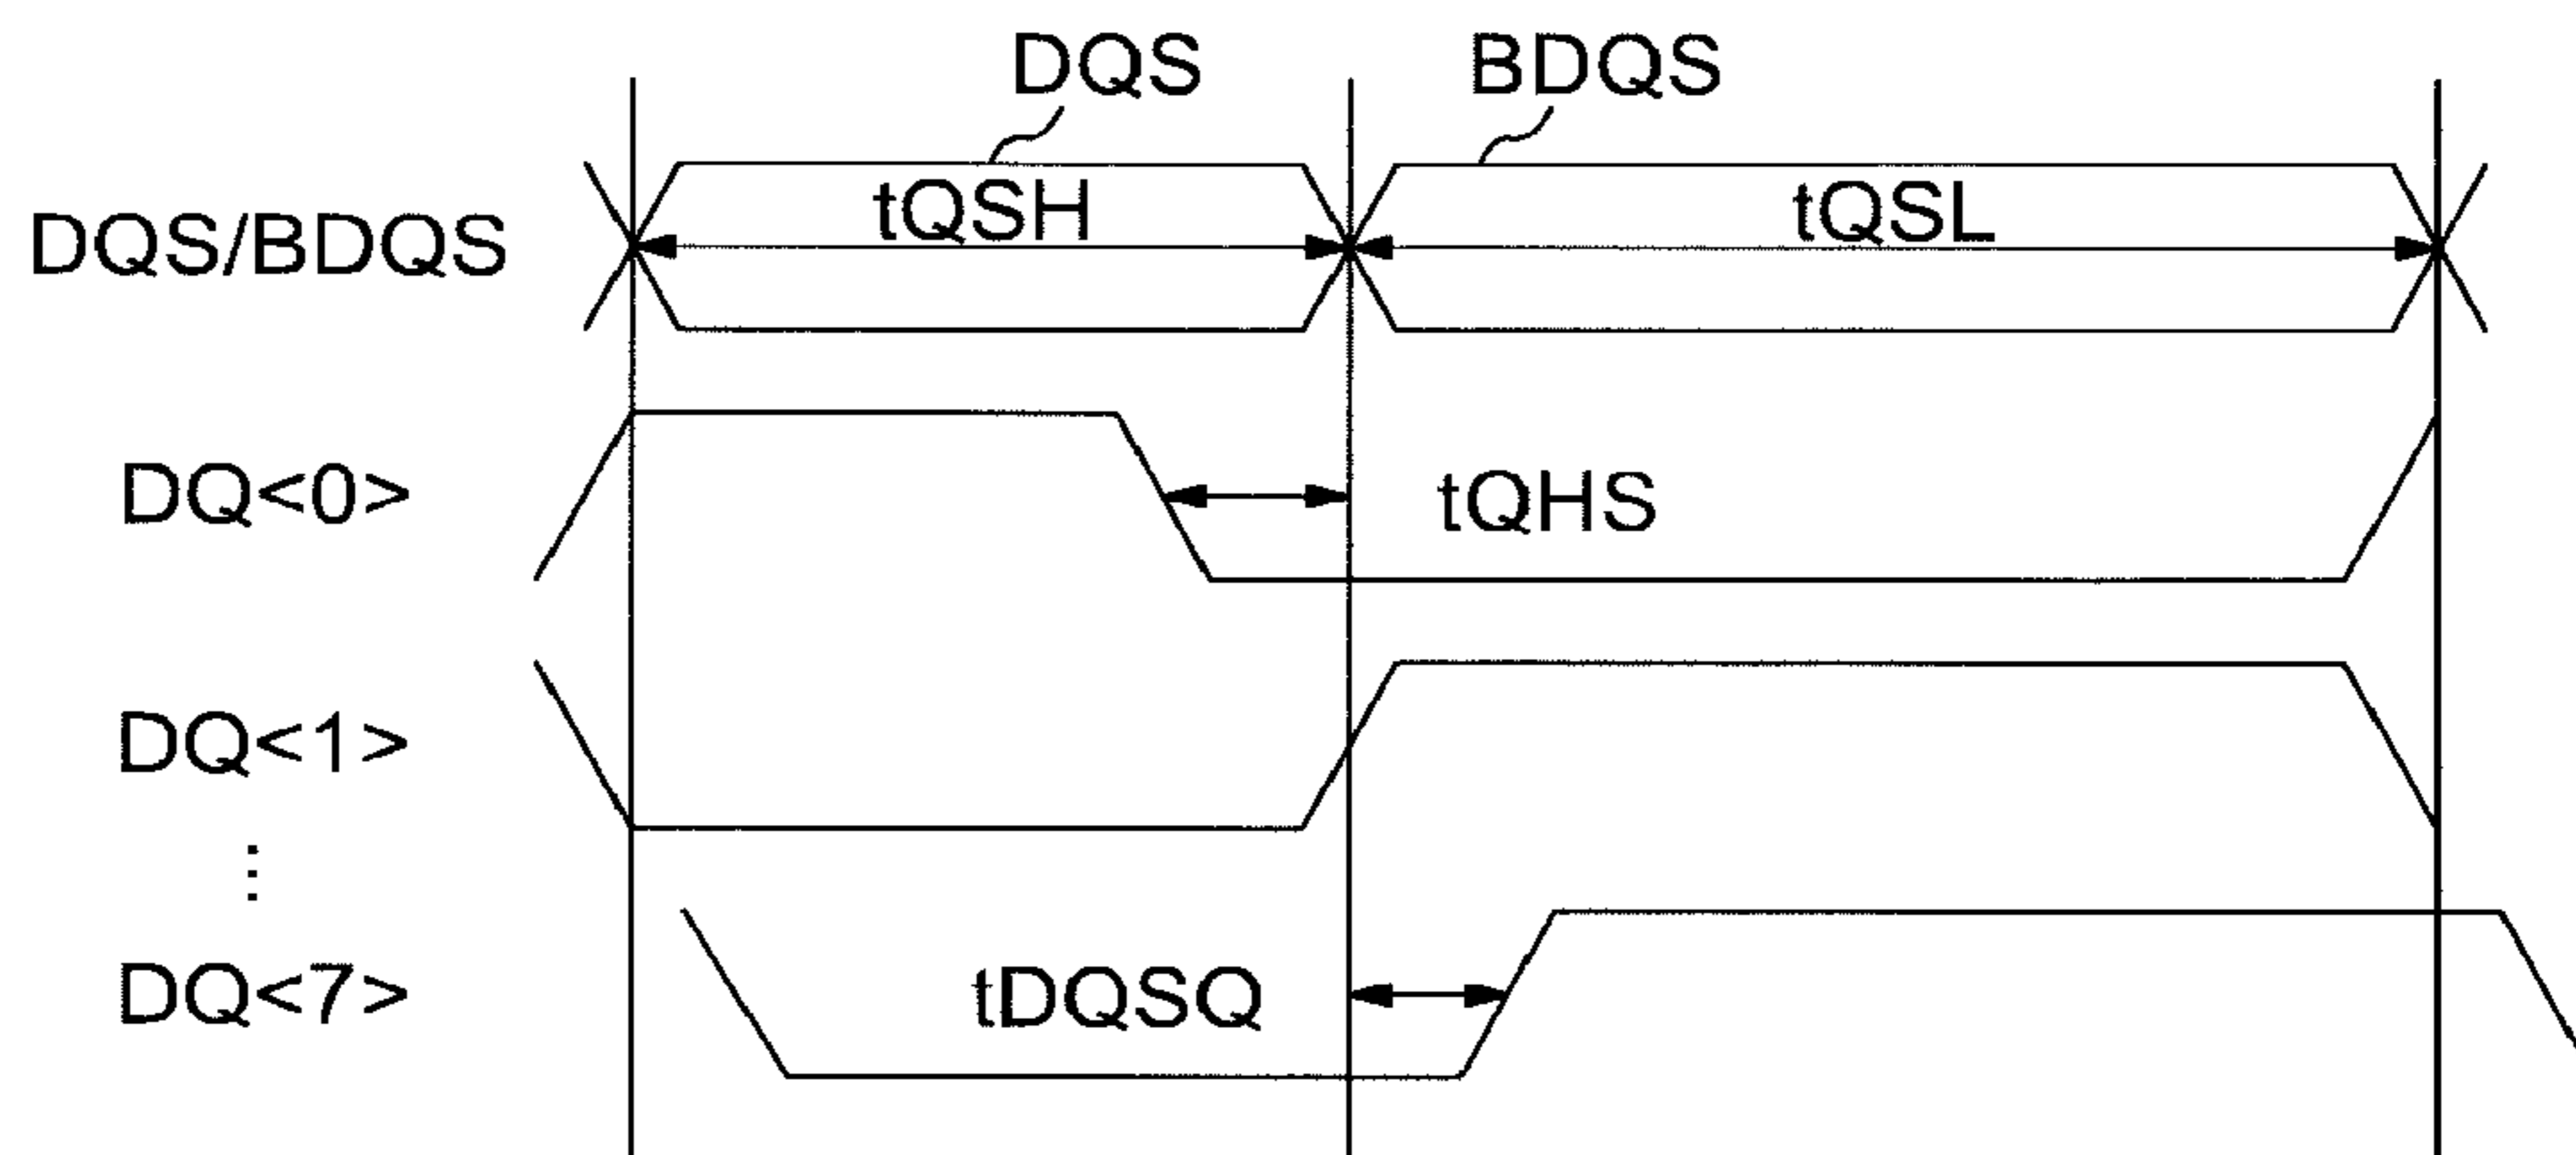 DQS BDQS
DQS/BDQS tQSH tQSL
DQ<0> tQHS
DQ<1>
⋮
DQ<7> tDQSQ